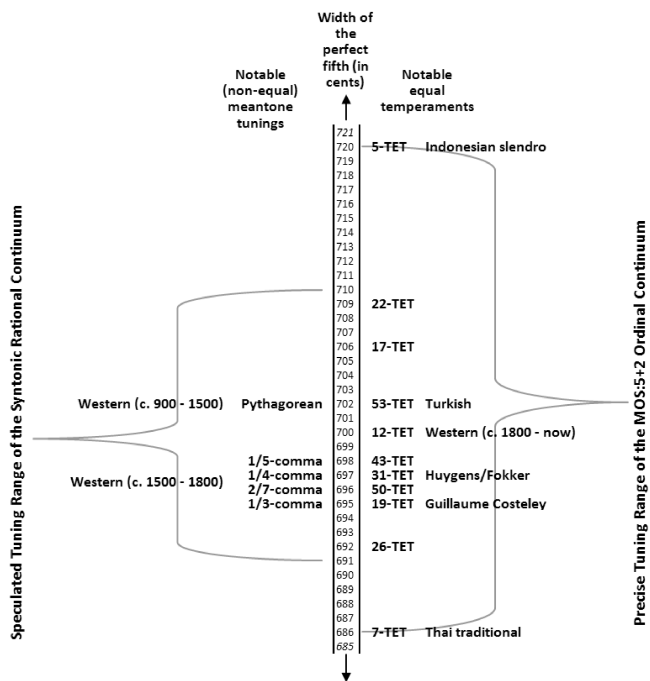 Width of
the
perfect
fifth (in
cents)
Notable
(non-equal)
meantone
tunings
Notable
equal
temperaments
721
720 5-TET Indonesian slendro
719
718
717
716
715
714
713
712
711
710
709 22-TET
708
707
706 17-TET
705
704
703
Western (c. 900 - 1500) Pythagorean 702 53-TET Turkish
701
700 12-TET Western (c. 1800 - now)
699
1/5-comma 698 43-TET
Western (c. 1500 - 1800) 1/4-comma 697 31-TET Huygens/Fokker
2/7-comma 696 50-TET
1/3-comma 695 19-TET Guillaume Costeley
694
693
692 26-TET
691
690
689
688
687
686 7-TET Thai traditional
685
Speculated Tuning Range of the Syntonic Rational Continuum
Precise Tuning Range of the MOS:5+2 Ordinal Continuum